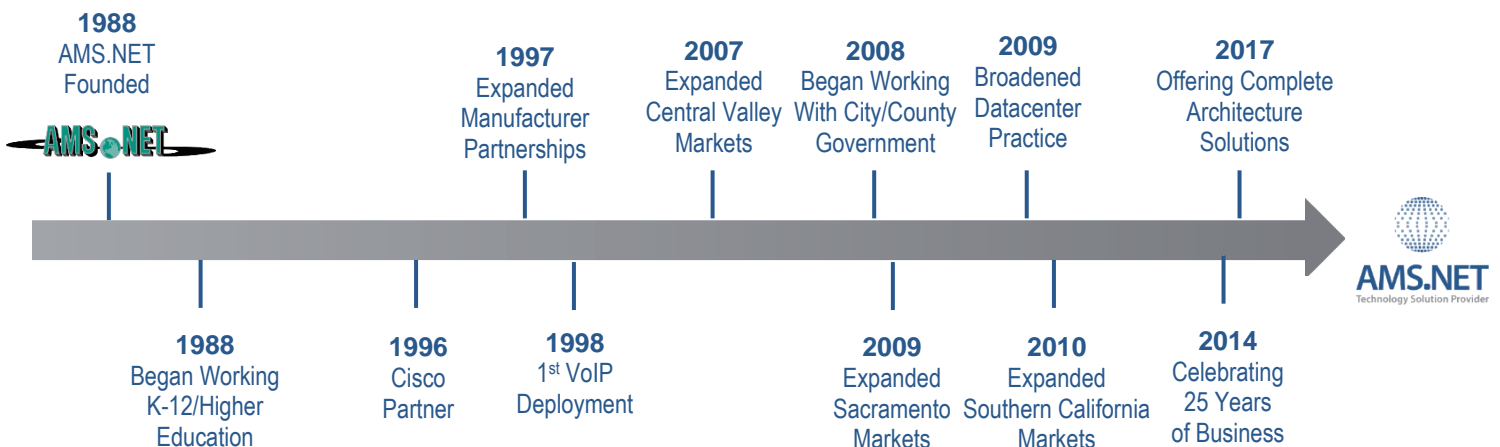 1988
AMS.NET
Founded
AMS.NET
1997
Expanded
Manufacturer
Partnerships
2007
Expanded
Central Valley
Markets
2008
Began Working
With City/County
Government
2009
Broadened
Datacenter
Practice
2017
Offering Complete
Architecture
Solutions
AMS.NET
Technology Solution Provider
1988
Began Working
K-12/Higher
Education
1996
Cisco
Partner
1998
1st VoIP
Deployment
2009
Expanded
Sacramento
Markets
2010
Expanded
Southern California
Markets
2014
Celebrating
25 Years
of Business